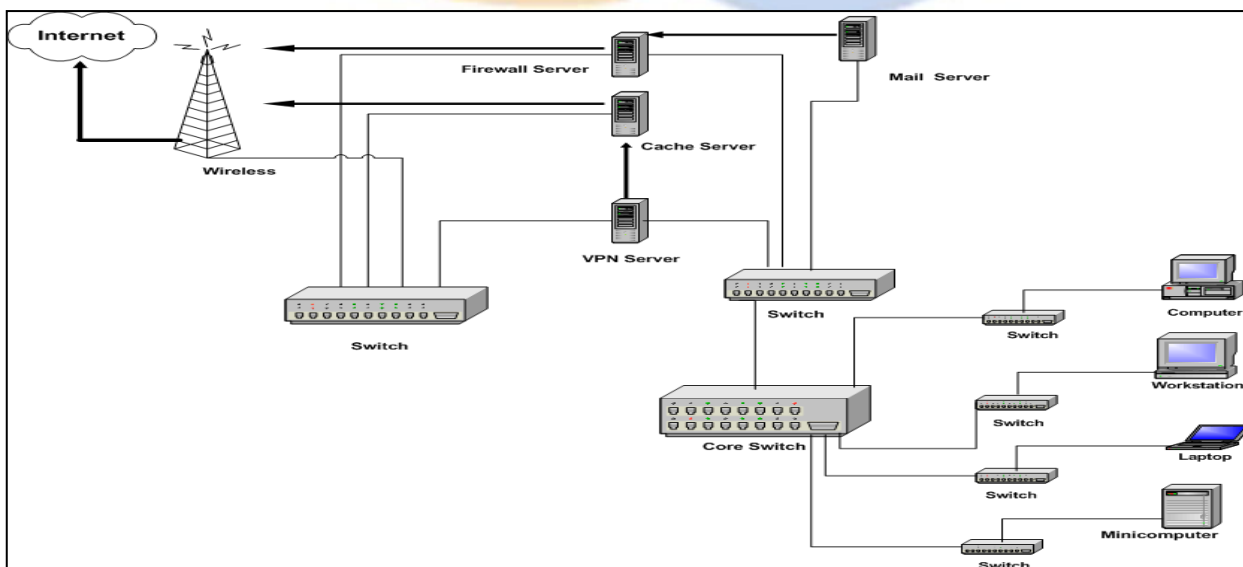 Internet
Firewall Server
Mail Server
Cache Server
Wireless
VPN Server
Switch
Switch
Computer
Switch
Workstation
Switch
Core Switch
Laptop
Switch
Minicomputer
Switch